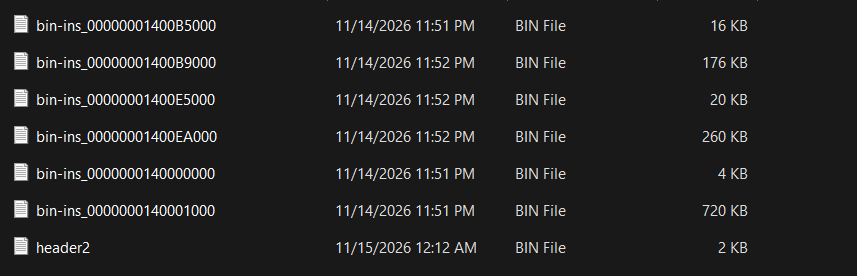 bin-ins_00000001400B5000 11/14/2026 11:51 PM BIN File 16 KB
bin-ins_00000001400B9000 11/14/2026 11:52 PM BIN File 176 KB
bin-ins_00000001400E5000 11/14/2026 11:52 PM BIN File 20 KB
bin-ins_00000001400EA000 11/14/2026 11:52 PM BIN File 260 KB
bin-ins_0000000140000000 11/14/2026 11:51 PM BIN File 4 KB
bin-ins_0000000140001000 11/14/2026 11:51 PM BIN File 720 KB
header2 11/15/2026 12:12 AM BIN File 2 KB